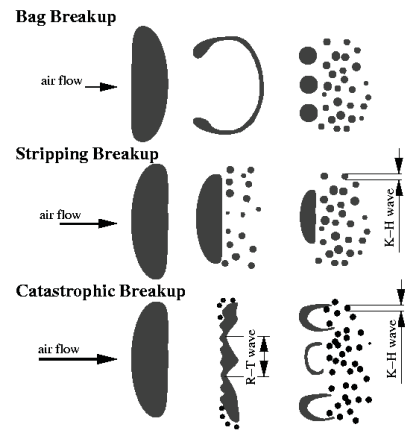 Bag Breakup
air flow
Stripping Breakup
air flow
K–H wave
Catastrophic Breakup
air flow
R–T wave
K–H wave